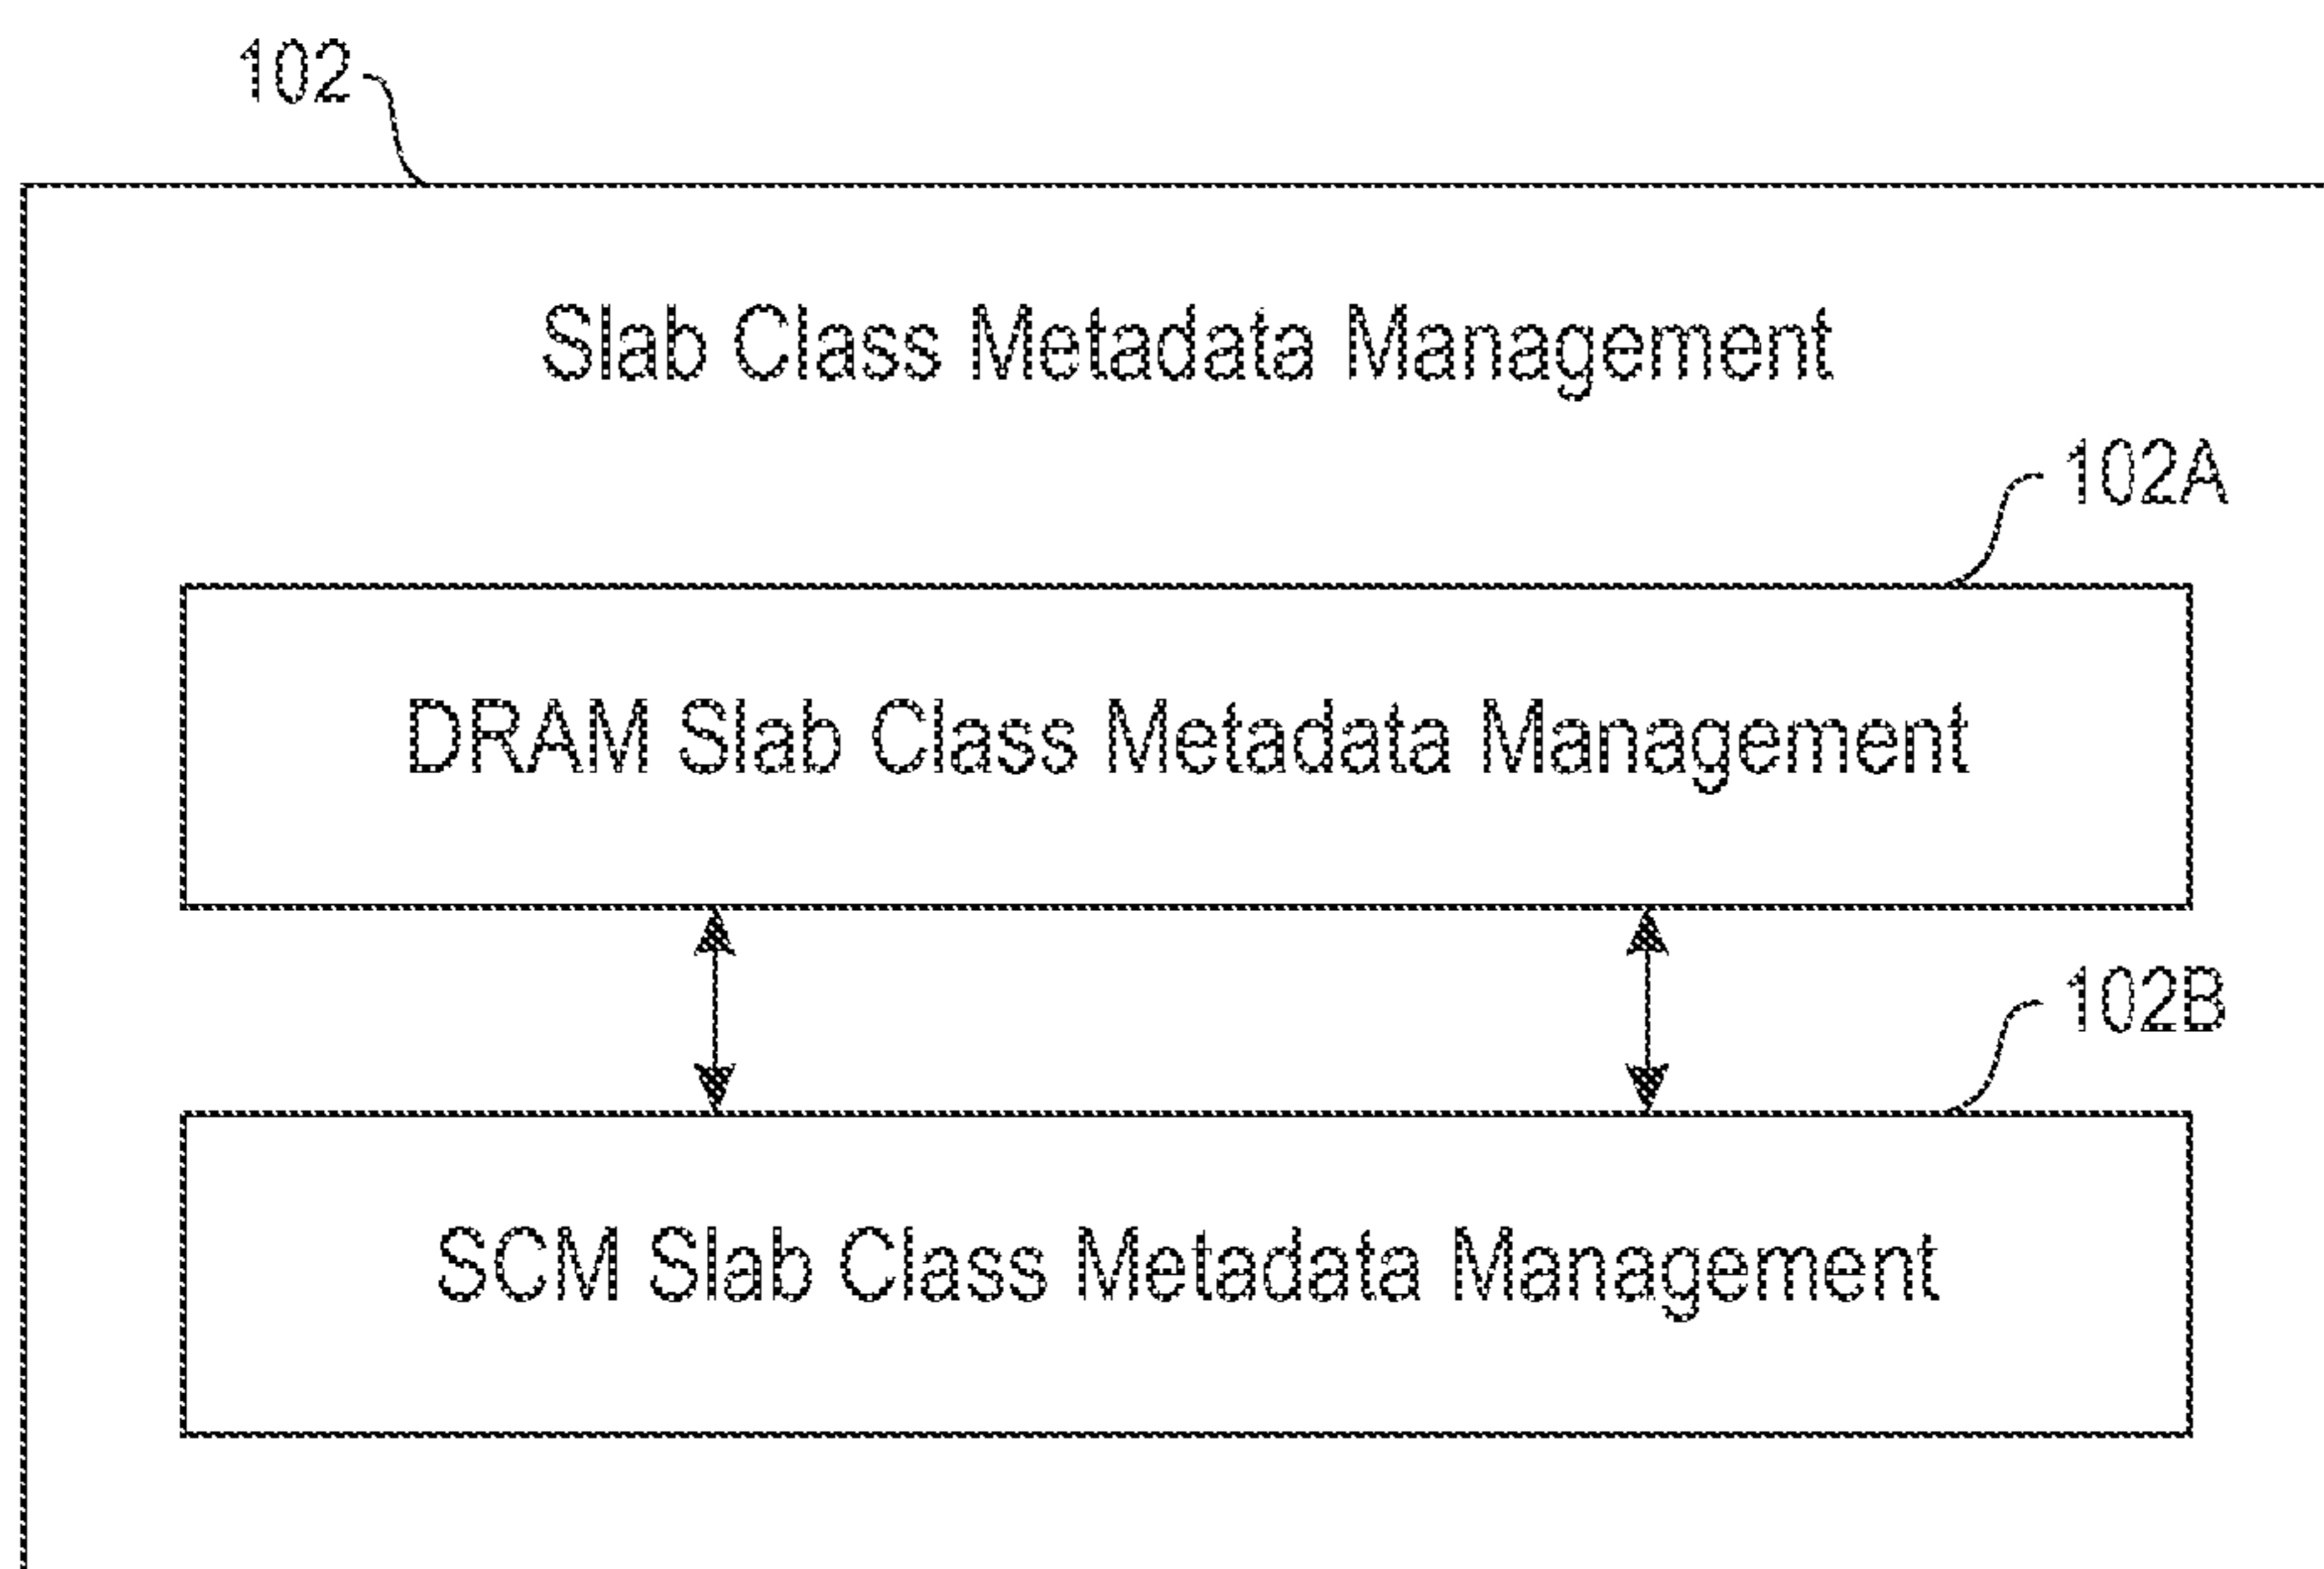 102
Slab Class Metadata Management
102A
DRAM Slab Class Metadata Management
102B
SCM Slab Class Metadata Management